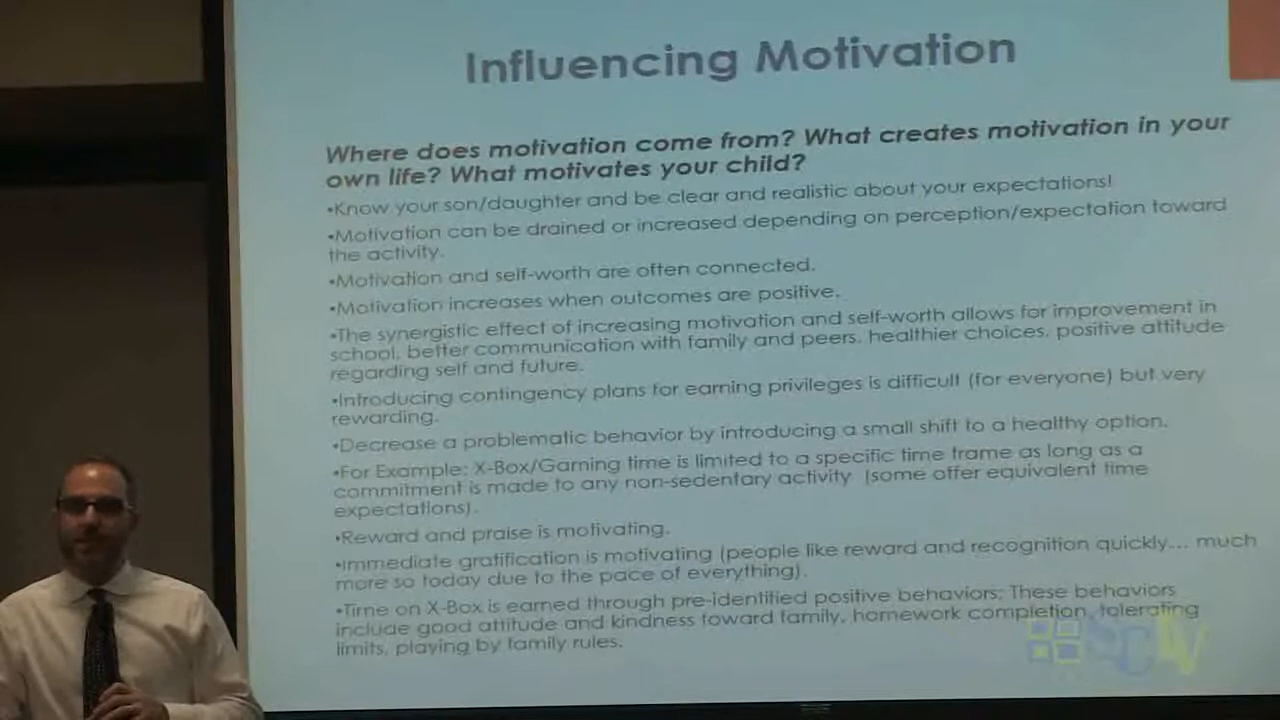 Influencing Motivation
Where does motivation come from? What creates motivation in your
own life? What motivates your child?
•Know your son/daughter and be clear and realistic about your expectations!
•Motivation can be drained or increased depending on perception/expectation toward
the activity.
•Motivation and self-worth are often connected.
•Motivation increases when outcomes are positive.
•The synergistic effect of increasing motivation and self-worth allows for improvement in
school, better communication with family and peers, healthier choices, positive attitude
regarding self and future.
•Introducing contingency plans for earning privileges is difficult (for everyone) but very
rewarding.
•Decrease a problematic behavior by introducing a small shift to a healthy option.
•For Example: X-Box/Gaming time is limited to a specific time frame as long as a
commitment is made to any non-sedentary activity (some offer equivalent time
expectations).
•Reward and praise is motivating.
•Immediate gratification is motivating (people like reward and recognition quickly... much
more so today due to the pace of everything).
•Time on X-Box is earned through pre-identified positive behaviors: These behaviors
include good attitude and kindness toward family, homework completion, tolerating
limits, playing by family rules.